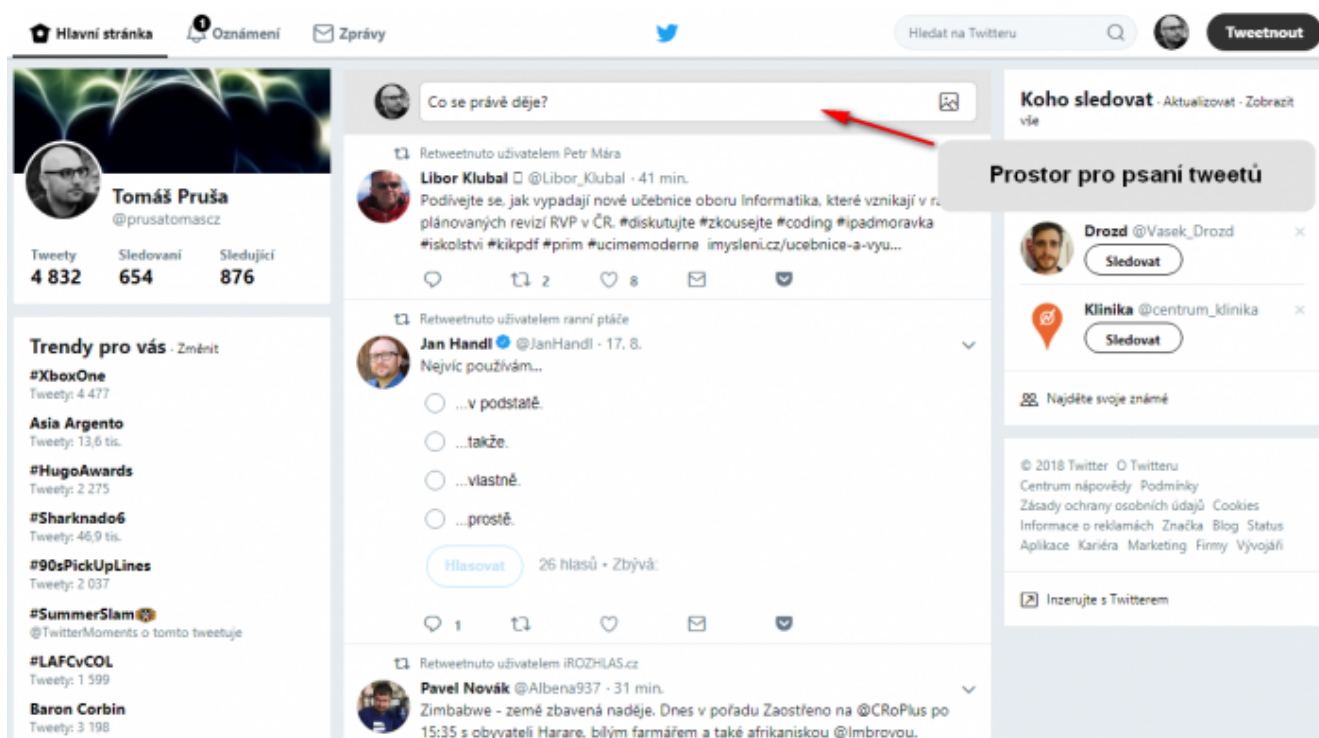 Hlavní stránka
1
Oznámení
Zprávy
Hledat na Twitteru
Tweetnout
Tomáš Pruša
@prusatomascz
Tweety Sledovaní Sledující
4 832 654 876
Trendy pro vás · Změnit
#XboxOne
Tweety: 4 477
Asia Argento
Tweety: 13,6 tis.
#HugoAwards
Tweety: 2 275
#Sharknado6
Tweety: 46,9 tis.
#90sPickUpLines
Tweety: 2 037
#SummerSlam
@TwitterMoments o tomto tweetuje
#LAFCvCOL
Tweety: 1 599
Baron Corbin
Tweety: 3 198
Co se právě děje?
Retweetnuto uživatelem Petr Mára
Libor Klubal @Libor_Klubal · 41 min.
Podívejte se, jak vypadají nové učebnice oboru Informatika, které vznikají v
plánovaných revizí RVP v ČR. #diskutujte #zkousejte #coding #ipadmoravka
#iskolstvi #kikpdf #prim #ucimemoderne imysleni.cz/ucebnice-a-vyu...
2 8
Retweetnuto uživatelem ranní ptáče
Jan Handl @JanHandl · 17. 8.
Nejvíc používám...
...v podstatě.
...takže.
...vlastně.
...prostě.
Hlasovat 26 hlasů • Zbývá:
1
Retweetnuto uživatelem iROZHLAS.cz
Pavel Novák @Albena937 · 31 min.
Zimbabwe - země zbavená naděje. Dnes v pořadu Zaostřeno na @CRoPlus po
15:35 s obyvateli Harare, bílým farmářem a také afrikaniskou @Imbrovou.
Koho sledovat · Aktualizovat · Zobrazit
vše
Prostor pro psaní tweetů
Drozd @Vasek_Drozd
Sledovat
Klinika @centrum_klinika
Sledovat
Najděte svoje známé
© 2018 Twitter O Twitteru
Centrum nápovědy Podmínky
Zásady ochrany osobních údajů Cookies
Informace o reklamách Značka Blog Status
Aplikace Kariéra Marketing Firmy Vývojáři
Inzerujte s Twitterem